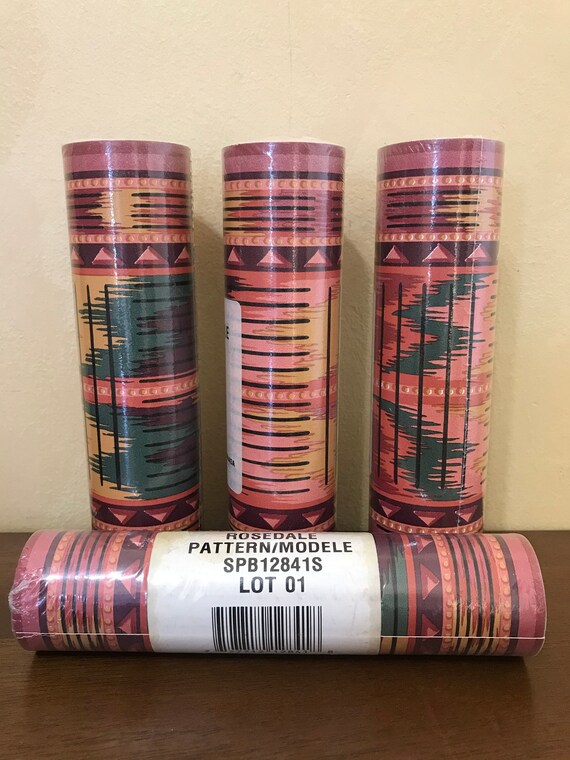 ROSEDALE
PATTERN/MODELE
SPB12841S
LOT 01